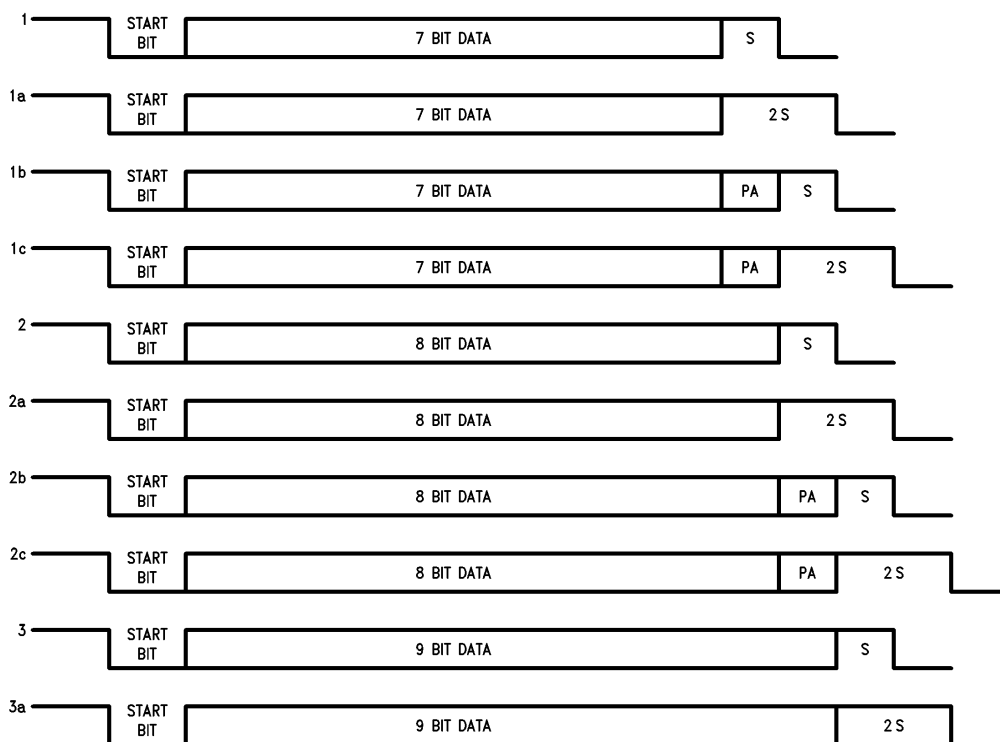 1 START BIT 7 BIT DATA S
1a START BIT 7 BIT DATA 2 S
1b START BIT 7 BIT DATA PA S
1c START BIT 7 BIT DATA PA 2 S
2 START BIT 8 BIT DATA S
2a START BIT 8 BIT DATA 2 S
2b START BIT 8 BIT DATA PA S
2c START BIT 8 BIT DATA PA 2 S
3 START BIT 9 BIT DATA S
3a START BIT 9 BIT DATA 2 S